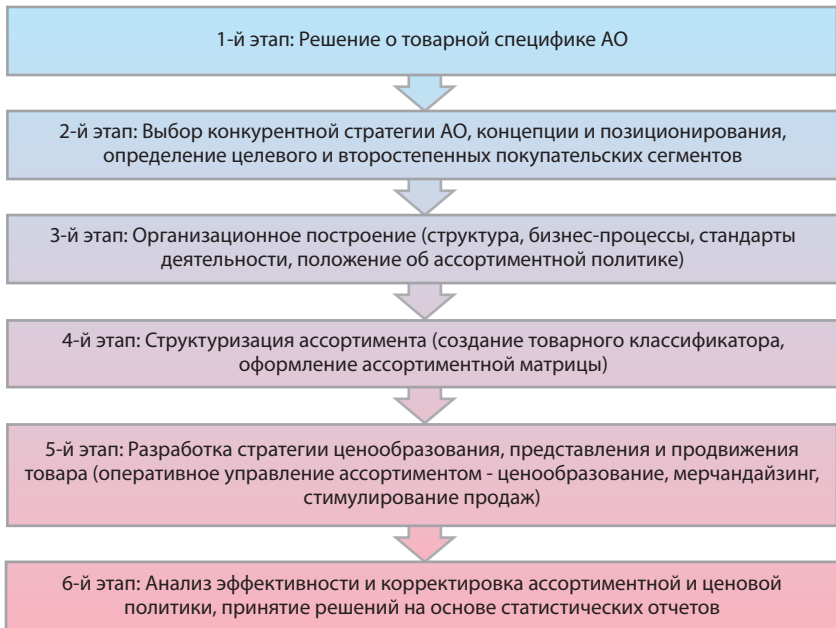 1-й этап: Решение о товарной специфике АО
2-й этап: Выбор конкурентной стратегии АО, концепции и позиционирования,
определение целевого и второстепенных покупательских сегментов
3-й этап: Организационное построение (структура, бизнес-процессы, стандарты
деятельности, положение об ассортиментной политике)
4-й этап: Структуризация ассортимента (создание товарного классификатора,
оформление ассортиментной матрицы)
5-й этап: Разработка стратегии ценообразования, представления и продвижения
товара (оперативное управление ассортиментом - ценообразование, мерчандайзинг,
стимулирование продаж)
6-й этап: Анализ эффективности и корректировка ассортиментной и ценовой
политики, принятие решений на основе статистических отчетов